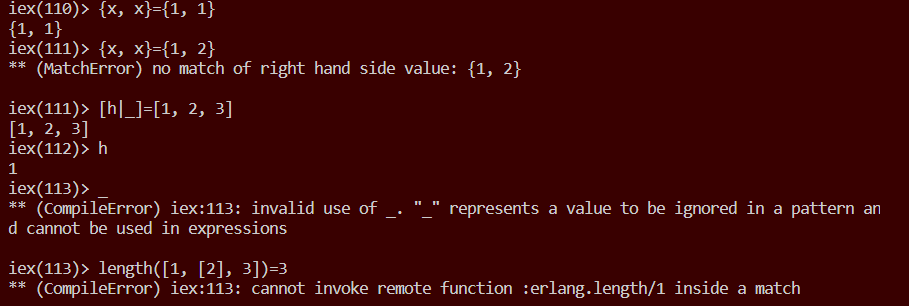 iex(110)> {x, x}={1, 1}
{1, 1}
iex(111)> {x, x}={1, 2}
** (MatchError) no match of right hand side value: {1, 2}
iex(111)> [h|_]=[1, 2, 3]
[1, 2, 3]
iex(112)> h
1
iex(113)> _
** (CompileError) iex:113: invalid use of _. "_" represents a value to be ignored in a pattern an
d cannot be used in expressions
iex(113)> length([1, [2], 3])=3
** (CompileError) iex:113: cannot invoke remote function :erlang.length/1 inside a match